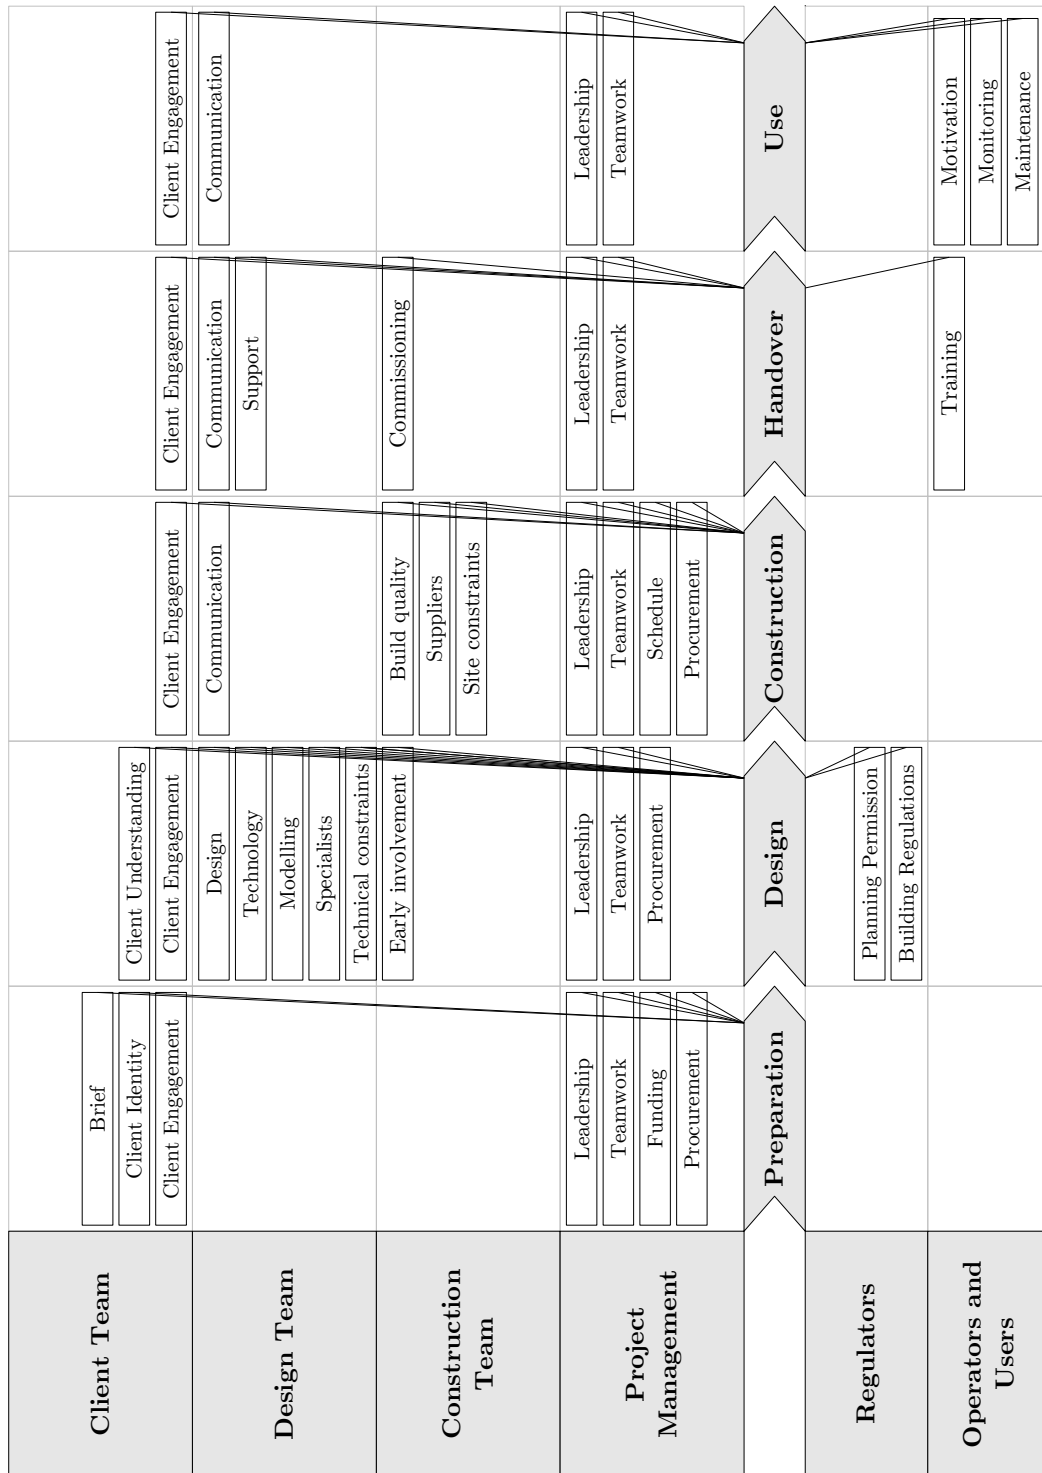 Client Team
Brief
Client Identity
Client Engagement
Client Understanding
Client Engagement
Client Engagement
Client Engagement
Client Engagement
Design Team
Design
Technology
Modelling
Specialists
Technical constraints
Communication
Communication
Support
Communication
Construction
Team
Early involvement
Build quality
Suppliers
Site constraints
Commissioning
Project
Management
Leadership
Teamwork
Funding
Procurement
Leadership
Teamwork
Procurement
Leadership
Teamwork
Schedule
Procurement
Leadership
Teamwork
Leadership
Teamwork
Preparation
Design
Construction
Handover
Use
Regulators
Planning Permission
Building Regulations
Operators and
Users
Training
Motivation
Monitoring
Maintenance